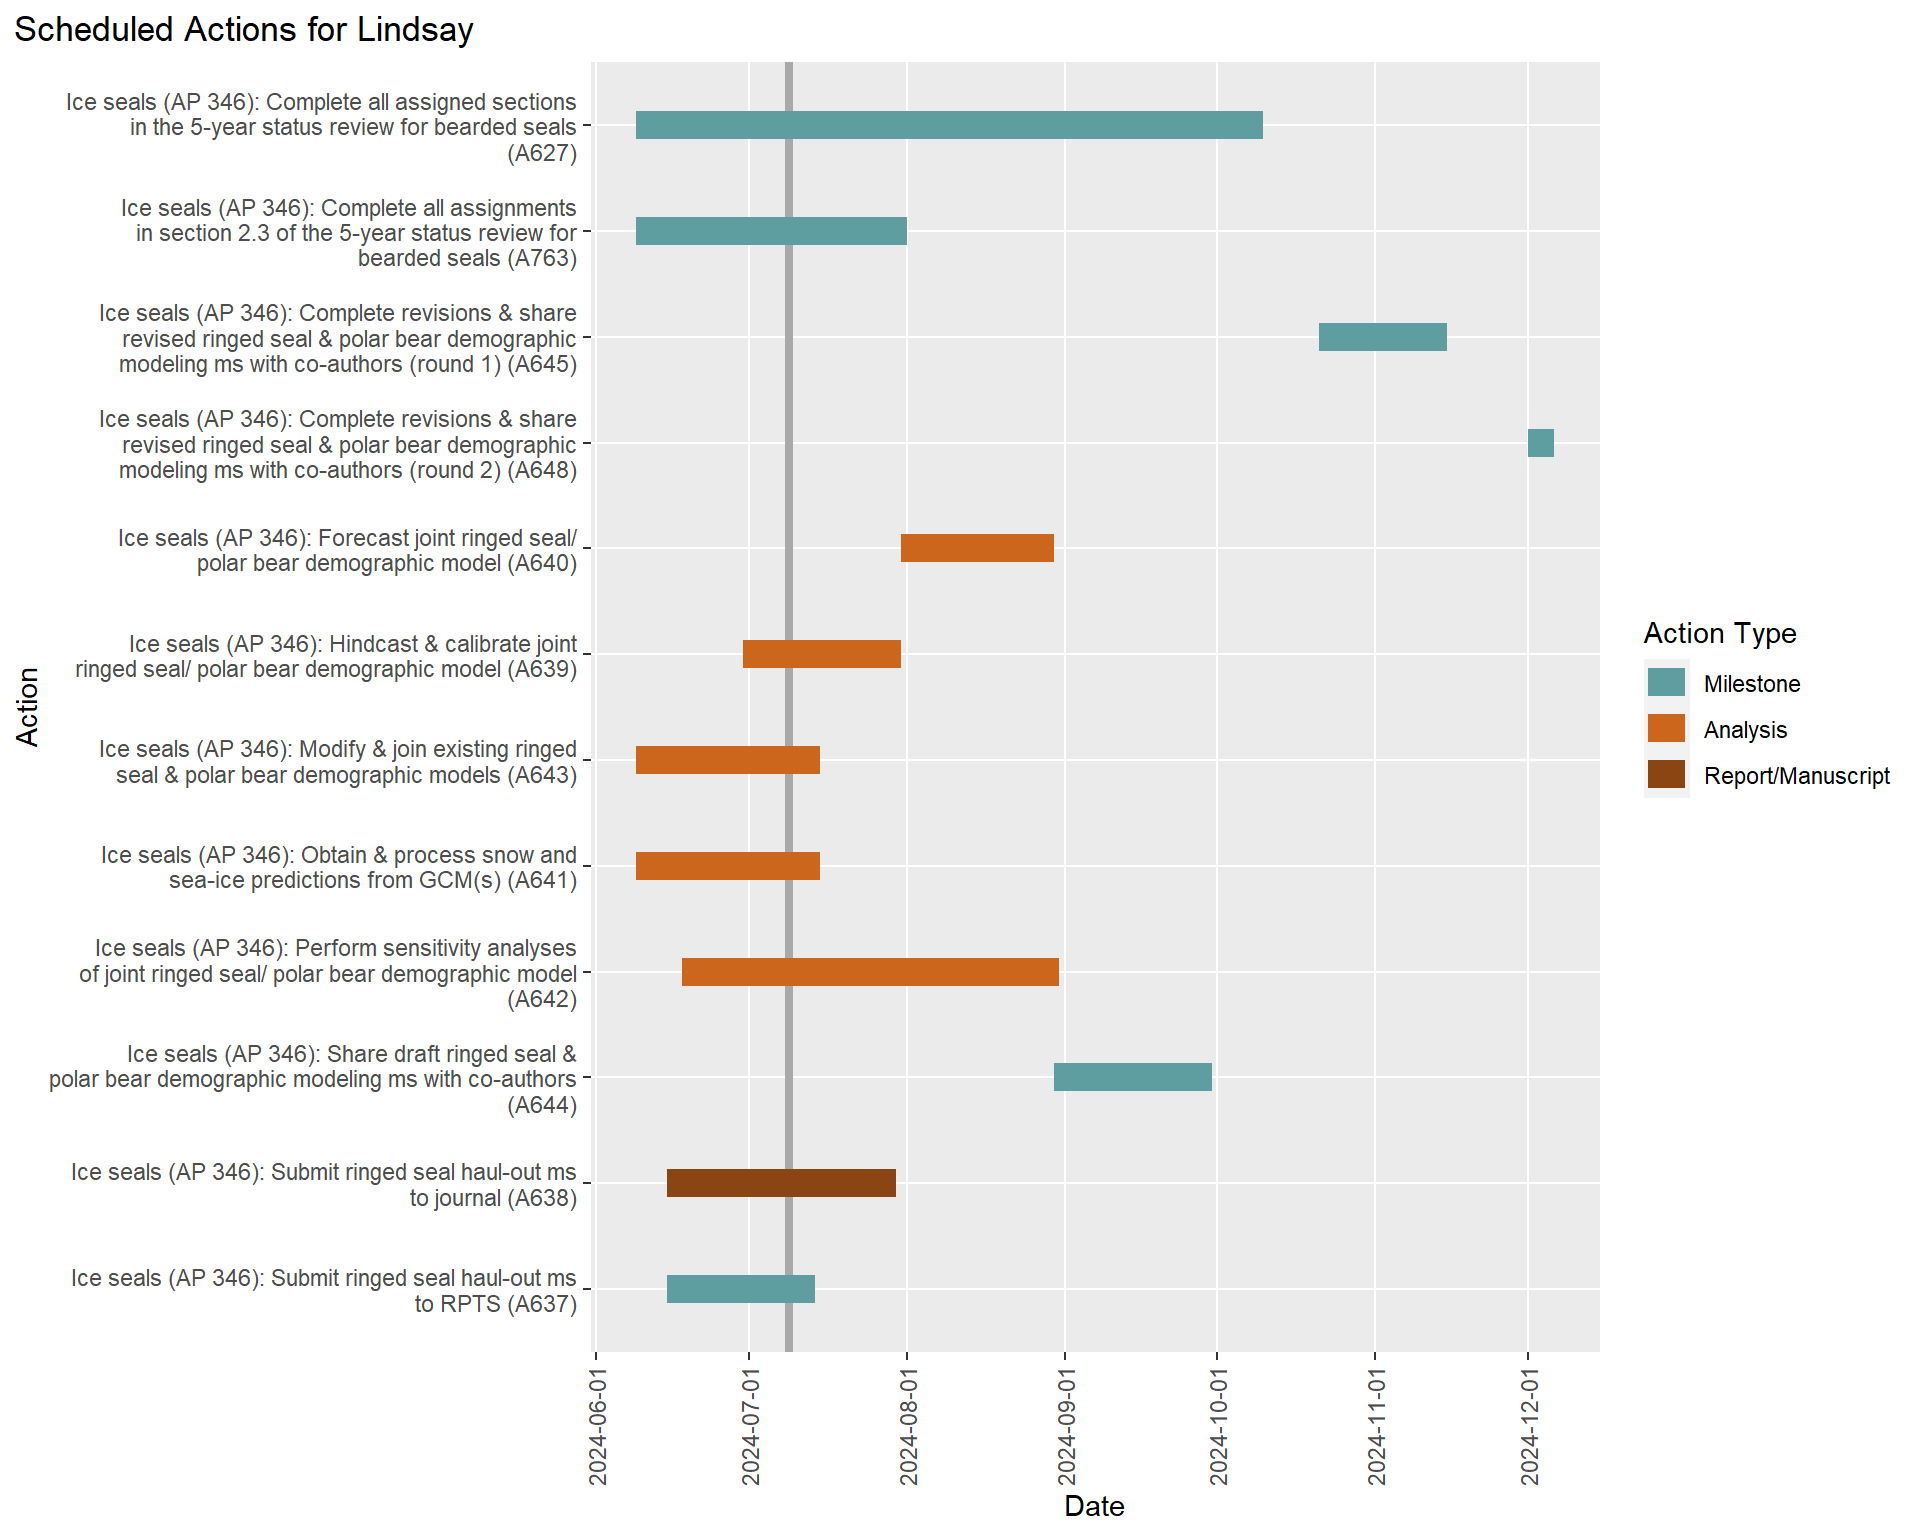 Scheduled Actions for Lindsay
Ice seals (AP 346): Complete all assigned sections
in the 5-year status review for bearded seals
(A627)
Ice seals (AP 346): Complete all assignments
in section 2.3 of the 5-year status review for
bearded seals (A763)
Ice seals (AP 346): Complete revisions & share
revised ringed seal & polar bear demographic
modeling ms with co-authors (round 1) (A645)
Ice seals (AP 346): Complete revisions & share
revised ringed seal & polar bear demographic
modeling ms with co-authors (round 2) (A648)
Ice seals (AP 346): Forecast joint ringed seal/
polar bear demographic model (A640)
Ice seals (AP 346): Hindcast & calibrate joint
ringed seal/ polar bear demographic model (A639)
Ice seals (AP 346): Modify & join existing ringed
seal & polar bear demographic models (A643)
Ice seals (AP 346): Obtain & process snow and
sea-ice predictions from GCM(s) (A641)
Ice seals (AP 346): Perform sensitivity analyses
of joint ringed seal/ polar bear demographic model
(A642)
Ice seals (AP 346): Share draft ringed seal &
polar bear demographic modeling ms with co-authors
(A644)
Ice seals (AP 346): Submit ringed seal haul-out ms
to journal (A638)
Ice seals (AP 346): Submit ringed seal haul-out ms
to RPTS (A637)
Action
2024-06-01
2024-07-01
2024-08-01
2024-09-01
2024-10-01
2024-11-01
2024-12-01
Date
Action Type
Milestone
Analysis
Report/Manuscript